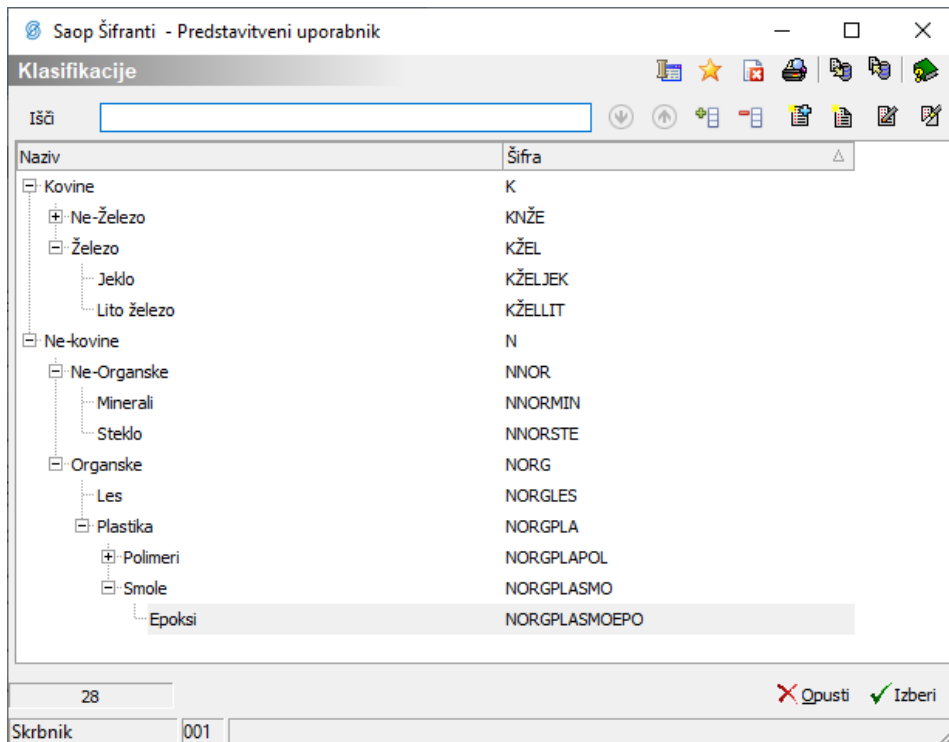 Saop Šifranti - Predstavitveni uporabnik
Klasifikacije
Išči
Naziv Šifra
Kovine K
Ne-Železo KNŽE
Železo KŽEL
Jeklo KŽELJEK
Lito železo KŽELLIT
Ne-kovine N
Ne-Organske NNOR
Minerali NNORMIN
Steklo NNORSTE
Organske NORG
Les NORGLES
Plastika NORGPLA
Polimeri NORGPLAPOL
Smole NORGPLASMO
Epoksi NORGPLASMOEPO
28 Opusti Izberi
Skrbnik 001